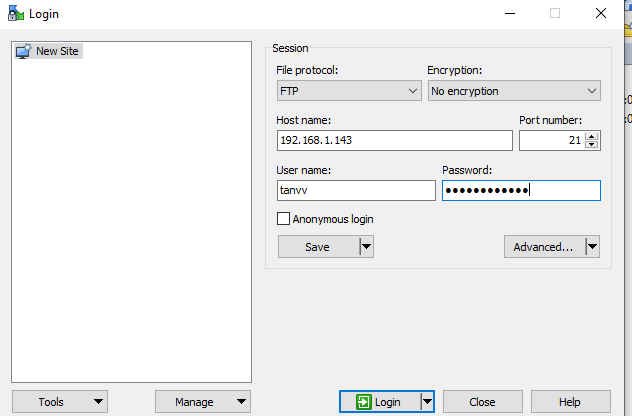 Login
New Site
Session
File protocol:
Encryption:
FTP
No encryption
Host name:
Port number:
192.168.1.143
21
User name:
Password:
tanvv
●●●●●●●●●●●●
Anonymous login
Save
Advanced...
Tools
Manage
Login
Close
Help